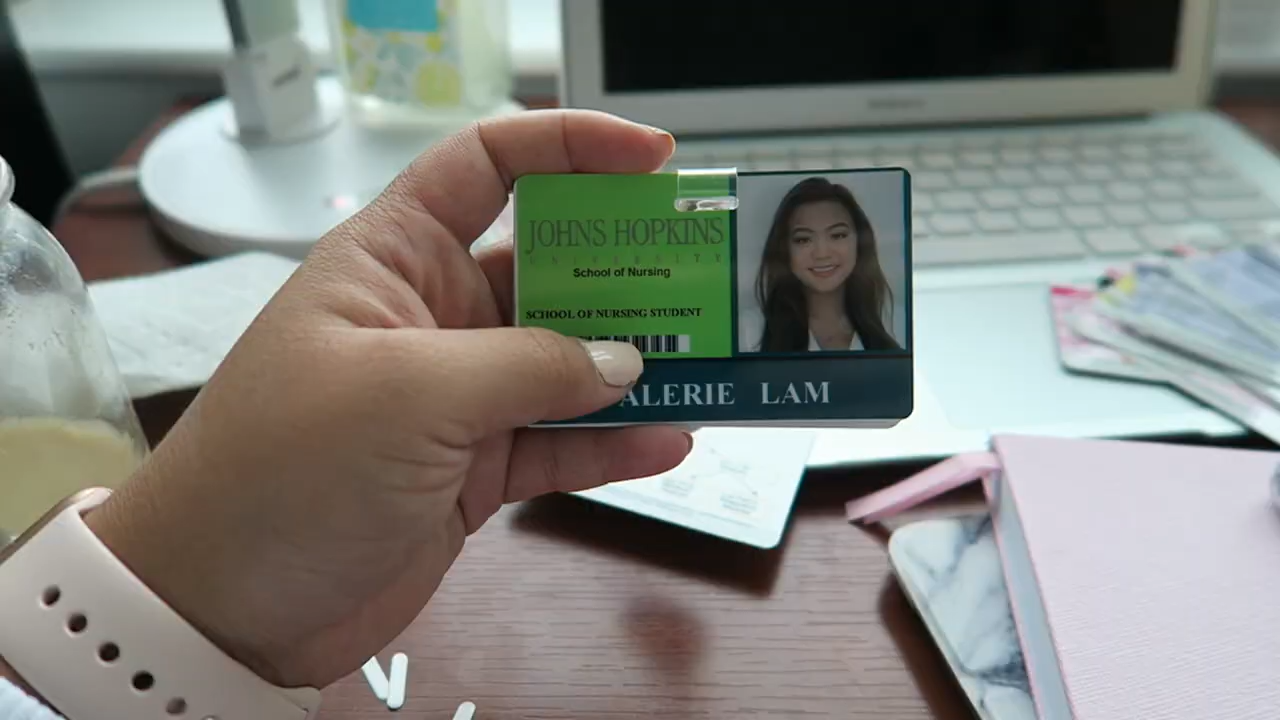 JOHNS HOPKINS
UNIVERSITY
School of Nursing
SCHOOL OF NURSING STUDENT
ALERIE LAM